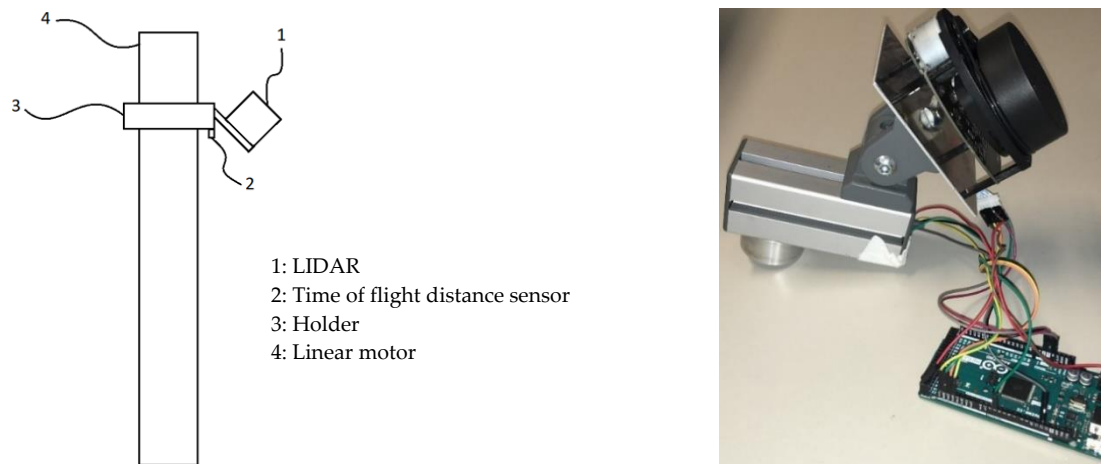 4
1
3
2
1: LIDAR
2: Time of flight distance sensor
3: Holder
4: Linear motor